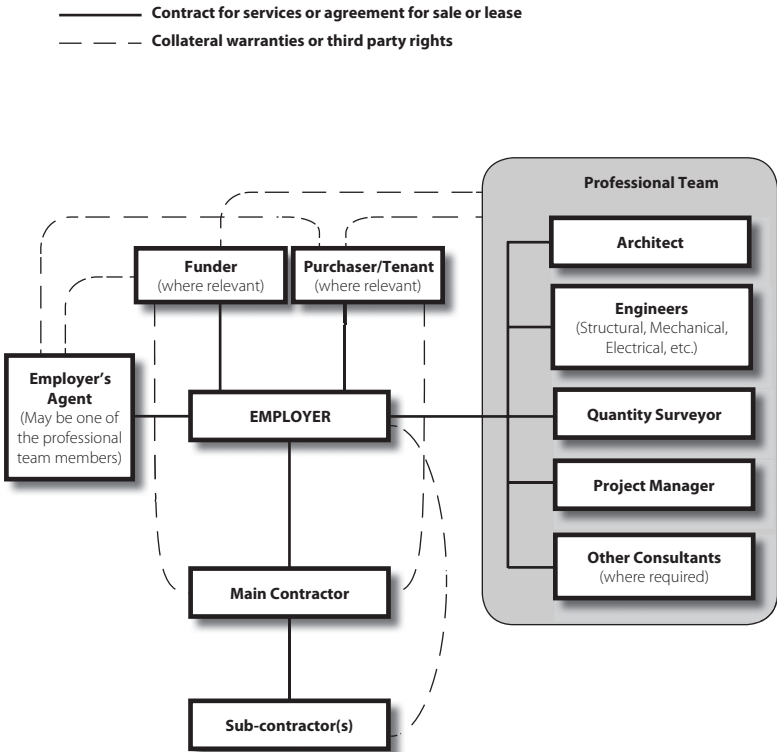 Contract for services or agreement for sale or lease
Collateral warranties or third party rights
Professional Team
Funder
(where relevant)
Purchaser/Tenant
(where relevant)
Architect
Engineers
(Structural, Mechanical,
Electrical, etc.)
Employer's
Agent
(May be one of
the professional
team members)
EMPLOYER
Quantity Surveyor
Project Manager
Other Consultants
(where required)
Main Contractor
Sub-contractor(s)